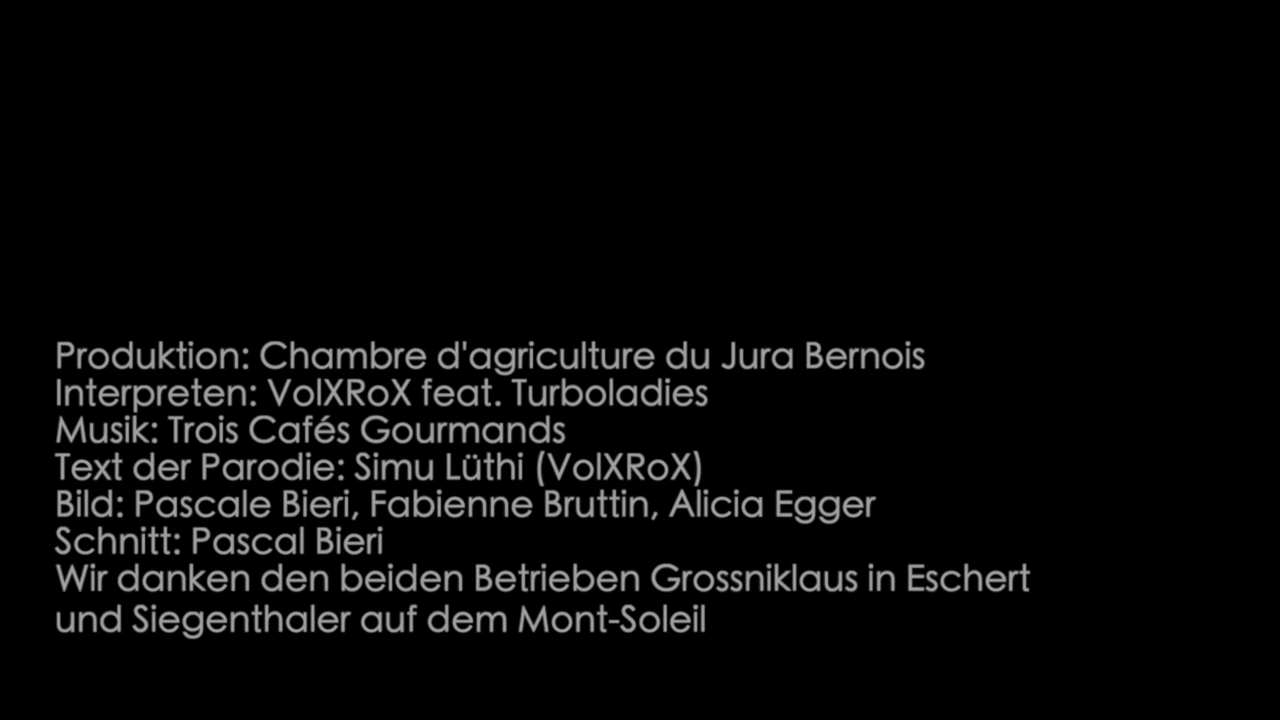 Produktion: Chambre d'agriculture du Jura Bernois
Interpreten: VolXRoX feat. Turboladies
Musik: Trois Cafés Gourmands
Text der Parodie: Simu Lüthi (VolXRoX)
Bild: Pascale Bieri, Fabienne Bruttin, Alicia Egger
Schnitt: Pascal Bieri
Wir danken den beiden Betrieben Grossniklaus in Eschert
und Siegenthaler auf dem Mont-Soleil